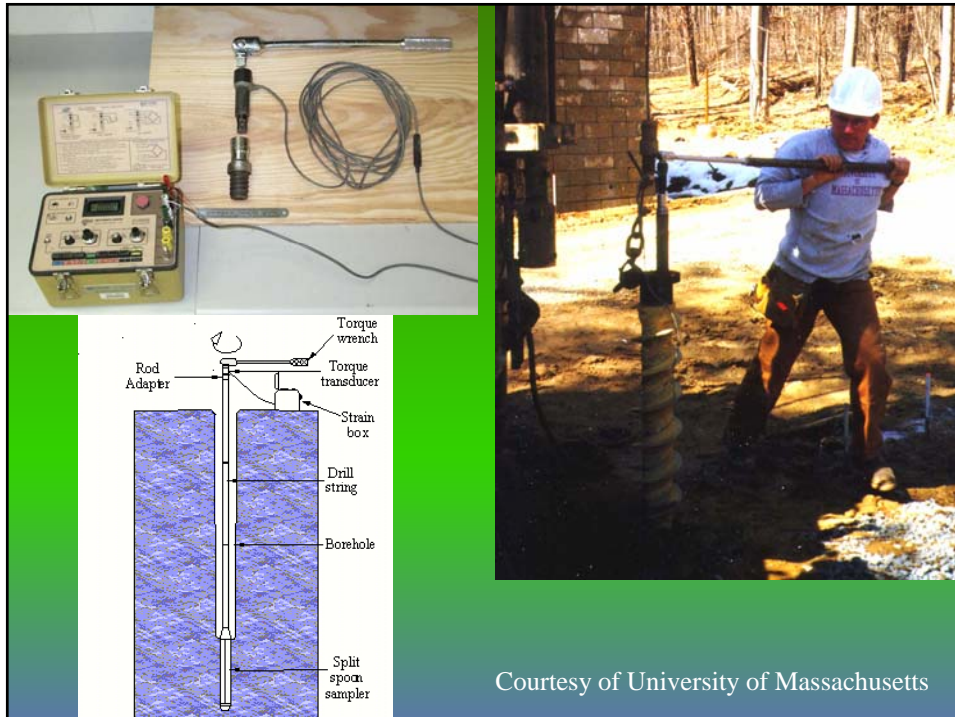 MASSACHUSETTS
Torque
wrench
Rod
Adapter
Torque
transducer
Strain
box
Drill
string
Borehole
Split
spoon
sampler
Courtesy of University of Massachusetts